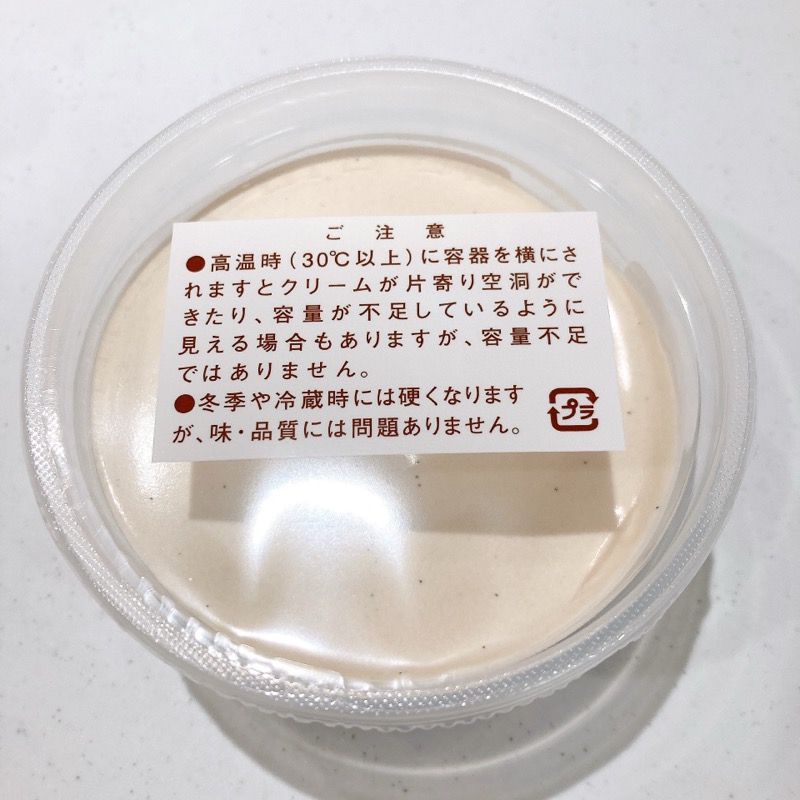 ご注意
●高温時(30℃以上)に容器を横にさ
れますとクリームが片寄り空洞がで
きたり、容量が不足しているように
見える場合もありますが、容量不足
ではありません。
●冬季や冷蔵時には硬くなります
が、味・品質には問題ありません。
プラ